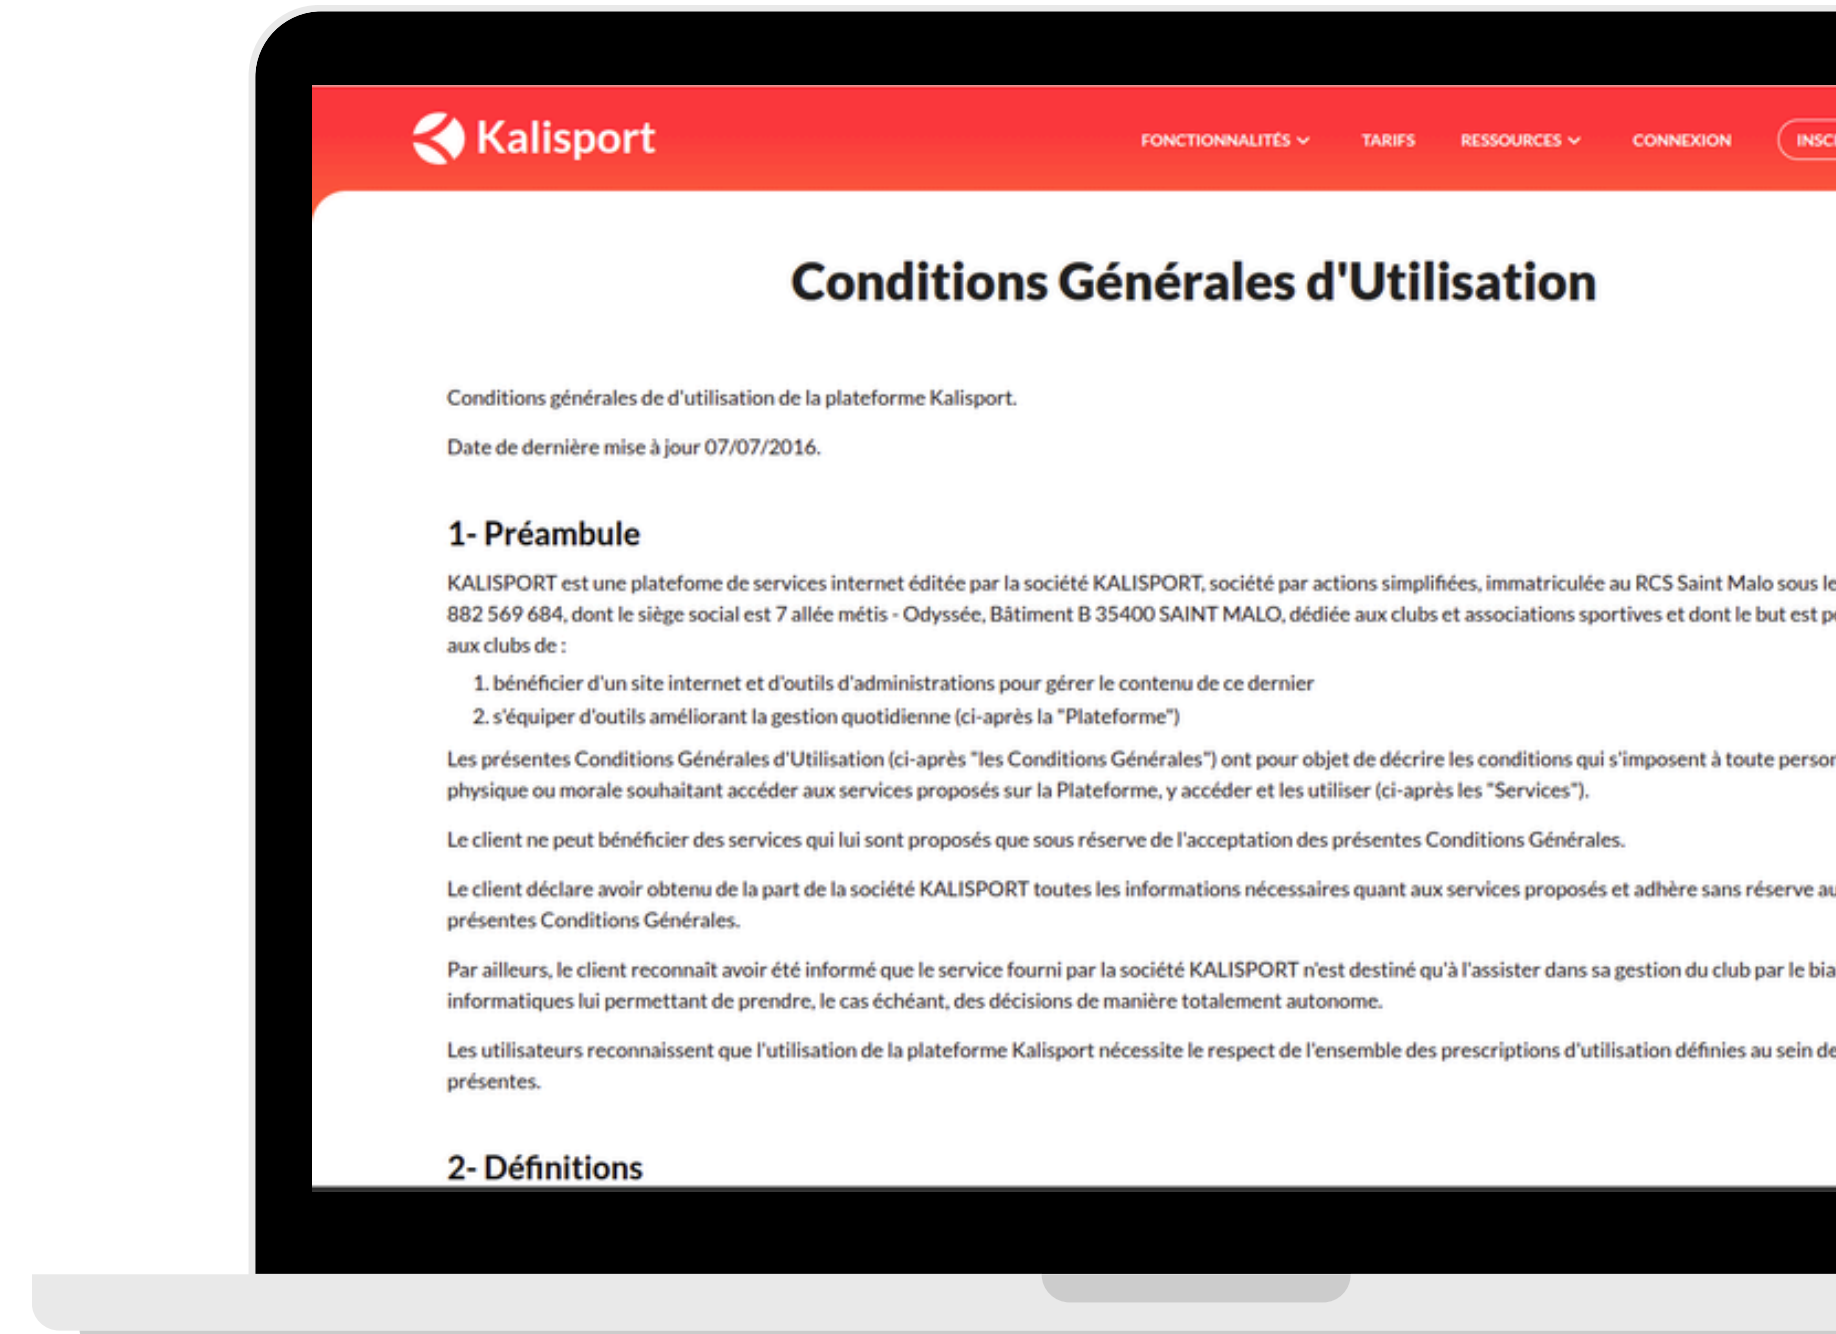 Kalisport
FONCTIONNALITÉS
TARIFS
RESSOURCES
CONNEXION
Conditions Générales d'Utilisation
Conditions générales de d'utilisation de la plateforme Kalisport.
Date de dernière mise à jour 07/07/2016.
1- Préambule
KALISPORT est une platefome de services internet éditée par la société KALISPORT, société par actions simplifiées, immatriculée au RCS Saint Malo sous le
882 569 684, dont le siège social est 7 allée métis - Odyssée, Bâtiment B 35400 SAINT MALO, dédiée aux clubs et associations sportives et dont le but est
aux clubs de :
1. bénéficier d'un site internet et d'outils d'administrations pour gérer le contenu de ce dernier
2. s'équiper d'outils améliorant la gestion quotidienne (ci-après la "Plateforme")
Les présentes Conditions Générales d'Utilisation (ci-après "les Conditions Générales") ont pour objet de décrire les conditions qui s'imposent à toute
physique ou morale souhaitant accéder aux services proposés sur la Plateforme, y accéder et les utiliser (ci-après les "Services").
Le client ne peut bénéficier des services qui lui sont proposés que sous réserve de l'acceptation des présentes Conditions Générales.
Le client déclare avoir obtenu de la part de la société KALISPORT toutes les informations nécessaires quant aux services proposés et adhère sans réserve
présentes Conditions Générales.
Par ailleurs, le client reconnaît avoir été informé que le service fourni par la société KALISPORT n'est destiné qu'à l'assister dans sa gestion du club par le
informatiques lui permettant de prendre, le cas échéant, des décisions de manière totalement autonome.
Les utilisateurs reconnaissent que l'utilisation de la plateforme Kalisport nécessite le respect de l'ensemble des prescriptions d'utilisation définies au sein
présentes.
2- Définitions